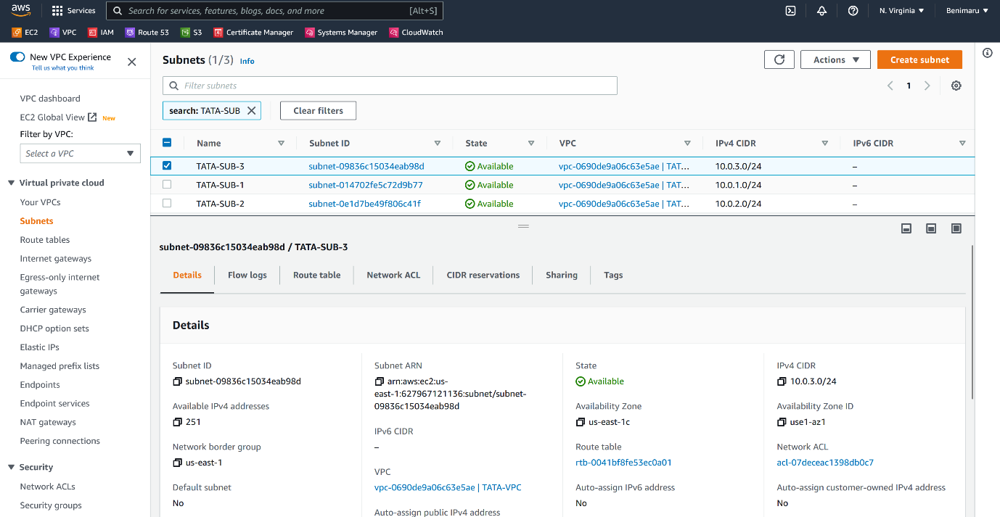 aws
Services
Search for services, features, blogs, docs, and more
[Alt+S]
N. Virginia
Benimaru
EC2
VPC
IAM
Route 53
S3
Certificate Manager
Systems Manager
CloudWatch
New VPC Experience
Tell us what you think
VPC dashboard
EC2 Global View New
Filter by VPC:
Select a VPC
Virtual private cloud
Your VPCs
Subnets
Route tables
Internet gateways
Egress-only internet
gateways
Carrier gateways
DHCP option sets
Elastic IPs
Managed prefix lists
Endpoints
Endpoint services
NAT gateways
Peering connections
Security
Network ACLs
Security groups
Subnets (1/3) Info
Actions
Create subnet
Filter subnets
1
search: TATA-SUB
Clear filters
Name Subnet ID State VPC IPv4 CIDR IPv6 CIDR
TATA-SUB-3 subnet-09836c15034eab98d Available vpc-0690de9a06c63e5ae | TAT... 10.0.3.0/24 –
TATA-SUB-1 subnet-014702fe5c72d9b77 Available vpc-0690de9a06c63e5ae | TAT... 10.0.1.0/24 –
TATA-SUB-2 subnet-0e1d7be49f806c41f Available vpc-0690de9a06c63e5ae | TAT... 10.0.2.0/24 –
subnet-09836c15034eab98d / TATA-SUB-3
Details
Flow logs
Route table
Network ACL
CIDR reservations
Sharing
Tags
Details
Subnet ID
subnet-09836c15034eab98d
Available IPv4 addresses
251
Network border group
us-east-1
Default subnet
No
Subnet ARN
arn:aws:ec2:us-
east-1:627967121136:subnet/subnet-
09836c15034eab98d
IPv6 CIDR
–
VPC
vpc-0690de9a06c63e5ae | TATA-VPC
Auto-assign public IPv4 address
State
Available
Availability Zone
us-east-1c
Route table
rtb-0041bf8fe53ec0a01
Auto-assign IPv6 address
No
IPv4 CIDR
10.0.3.0/24
Availability Zone ID
use1-az1
Network ACL
acl-07deceac1398db0c7
Auto-assign customer-owned IPv4 address
No